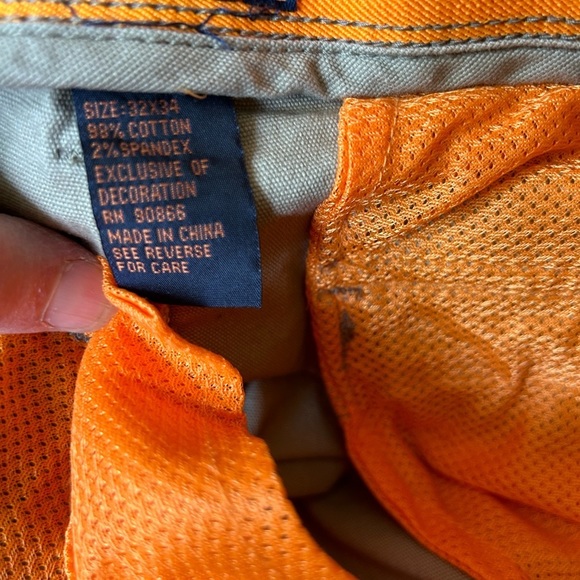 SIZE:32X34
98% COTTON
2% SPANDEX
EXCLUSIVE OF
DECORATION
RN 90866
MADE IN CHINA
SEE REVERSE
FOR CARE